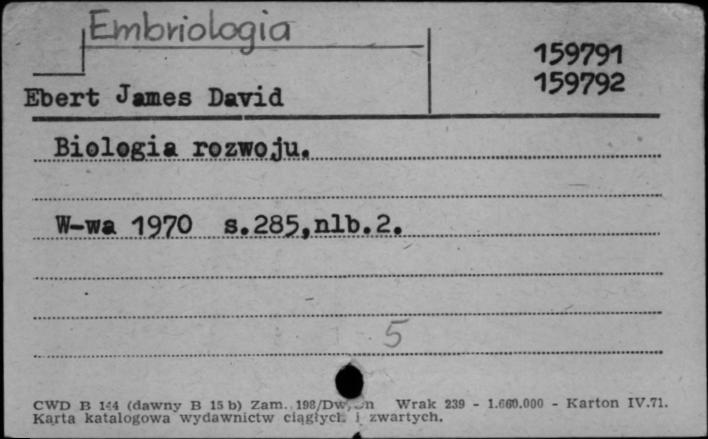 Embriologia
159791
159792
Ebert James David
Biologia rozwoju.
W-wa 1970 s.285,nlb.2.
5
CWD B 144 (dawny B 15 b) Zam. 198/Dw. Wrak 239 - 1.660.000 - Karton IV.71.
Karta katalogowa wydawnictw ciągłych i zwartych.